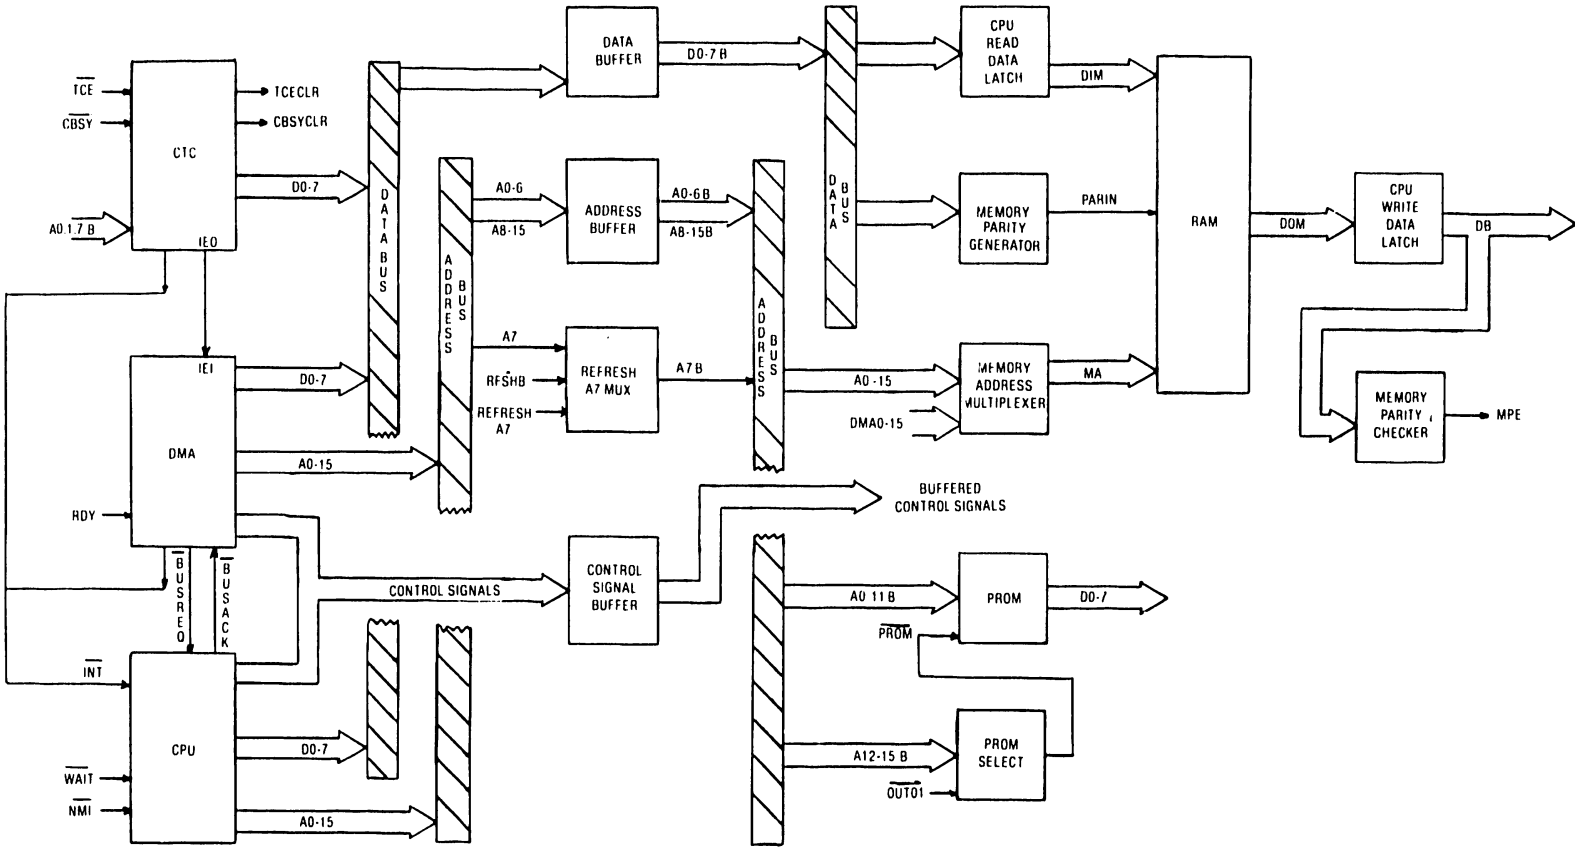 TCE
CBSY
A0.1.7 B
CTC
IEO
TCECLR
CBSYCLR
D0-7
DATA BUS
DATA
BUFFER
D0-7 B
DATA
BUS
CPU
READ
DATA
LATCH
DIM
RAM
ADDRESS
BUS
A0-6
A8-15
ADDRESS
BUFFER
A0-6B
A8-15B
ADDRESS
BUS
MEMORY
PARITY
GENERATOR
PARIN
DOM
CPU
WRITE
DATA
LATCH
DB
IEI
DMA
D0-7
A0-15
RDY
A7
RFSHB
REFRESH
A7
REFRESH
A7 MUX
A7B
A0-15
DMA0-15
MEMORY
ADDRESS
MULTIPLEXER
MA
MEMORY
PARITY
CHECKER
MPE
BUSREQ
BUSACK
CONTROL SIGNALS
CONTROL
SIGNAL
BUFFER
BUFFERED
CONTROL SIGNALS
A0 11B
PROM
PROM
D0-7
INT
CPU
WAIT
NMI
D0-7
A0-15
A12-15 B
OUT01
PROM
SELECT